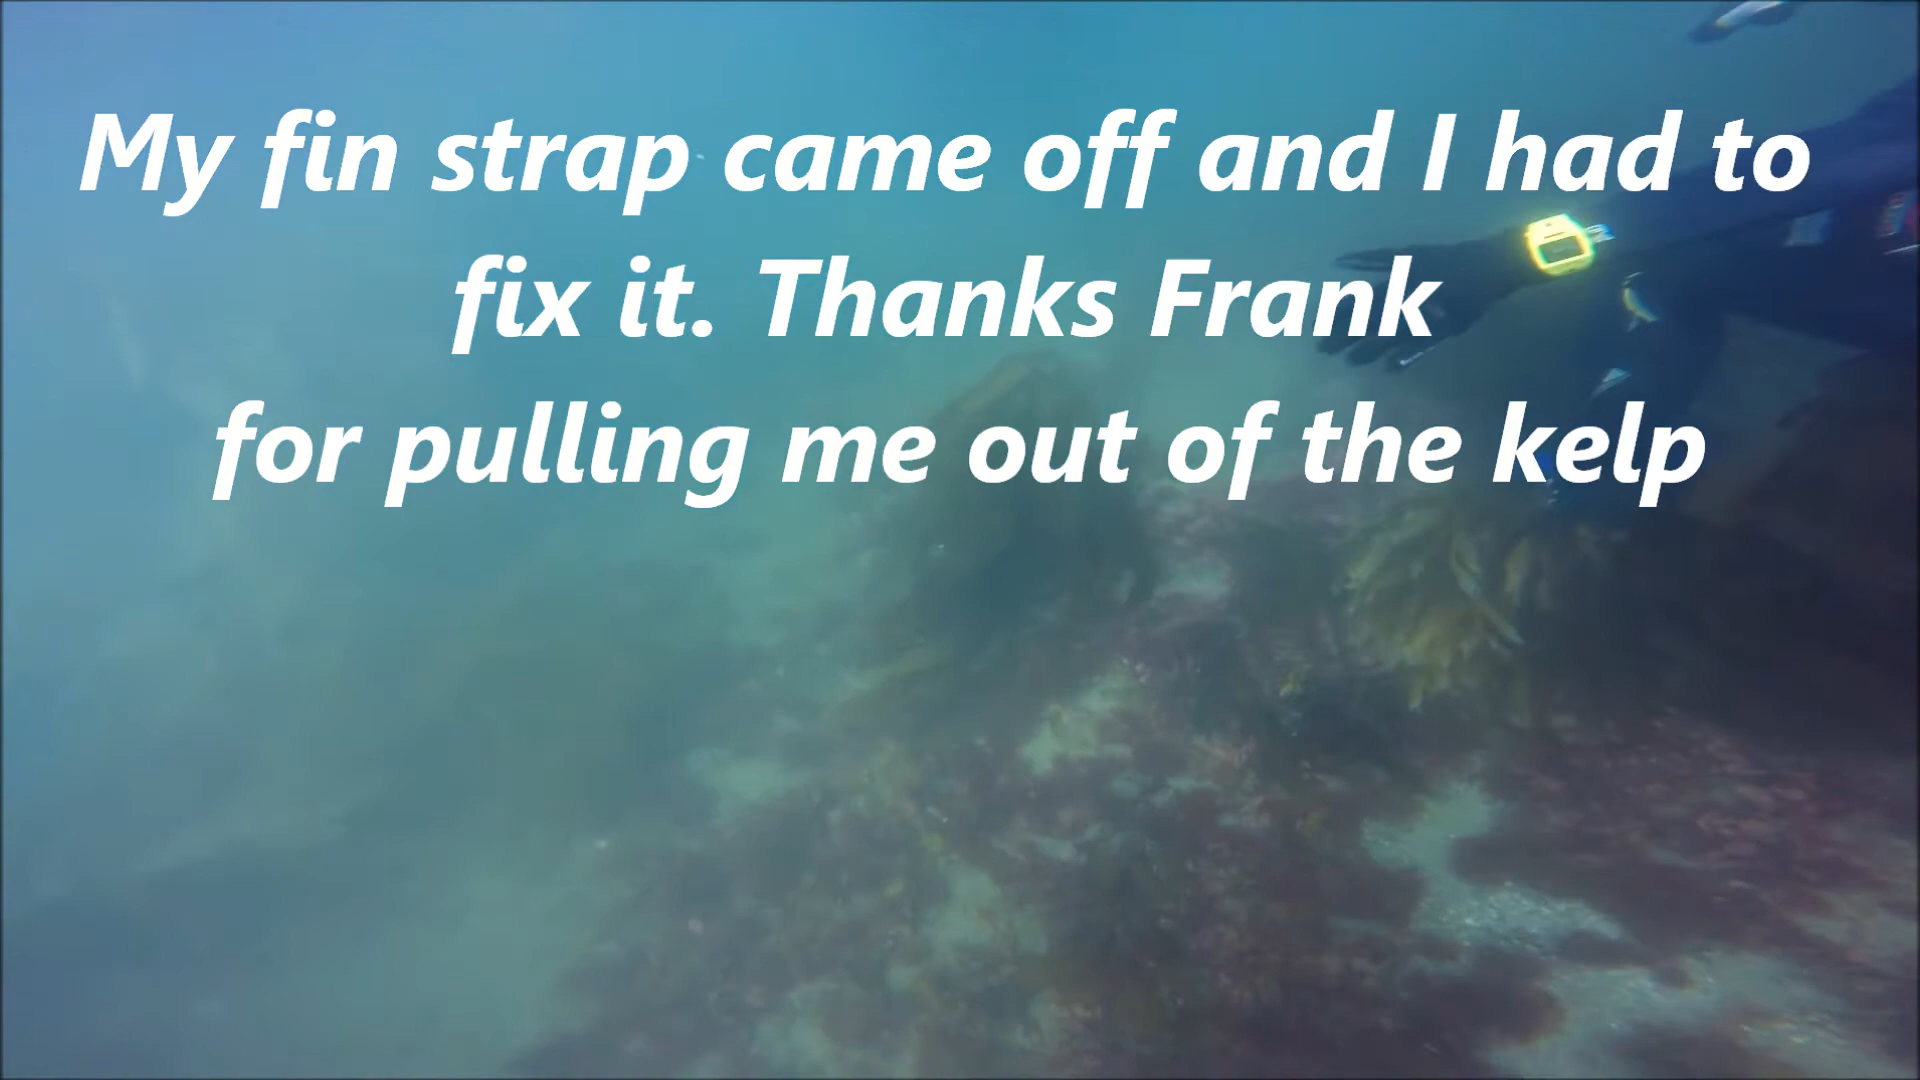 My fin strap came off and I had to
fix it. Thanks Frank
for pulling me out of the kelp